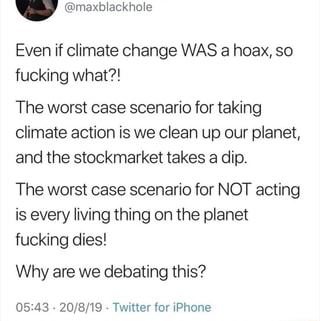 @maxblackhole
Even if climate change WAS a hoax, so
fucking what?!
The worst case scenario for taking
climate action is we clean up our planet,
and the stockmarket takes a dip.
The worst case scenario for NOT acting
is every living thing on the planet
fucking dies!
Why are we debating this?
05:43 · 20/8/19 · Twitter for iPhone